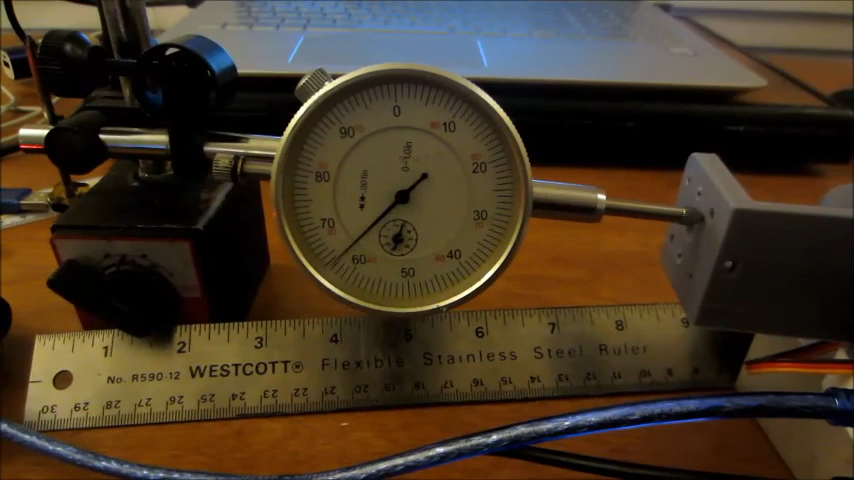 0
90 10
80 20
70 30
60 40
50
.001in
0-1.0in
1 2 3 4 5 6 7 8 9
No. R590-12 WESTCOTT® Flexible Stainless Steel Ruler
30 29 28 27 26 25 24 23 22 21 20 19 18 17 16 15 14 13 12 11 10 9 8